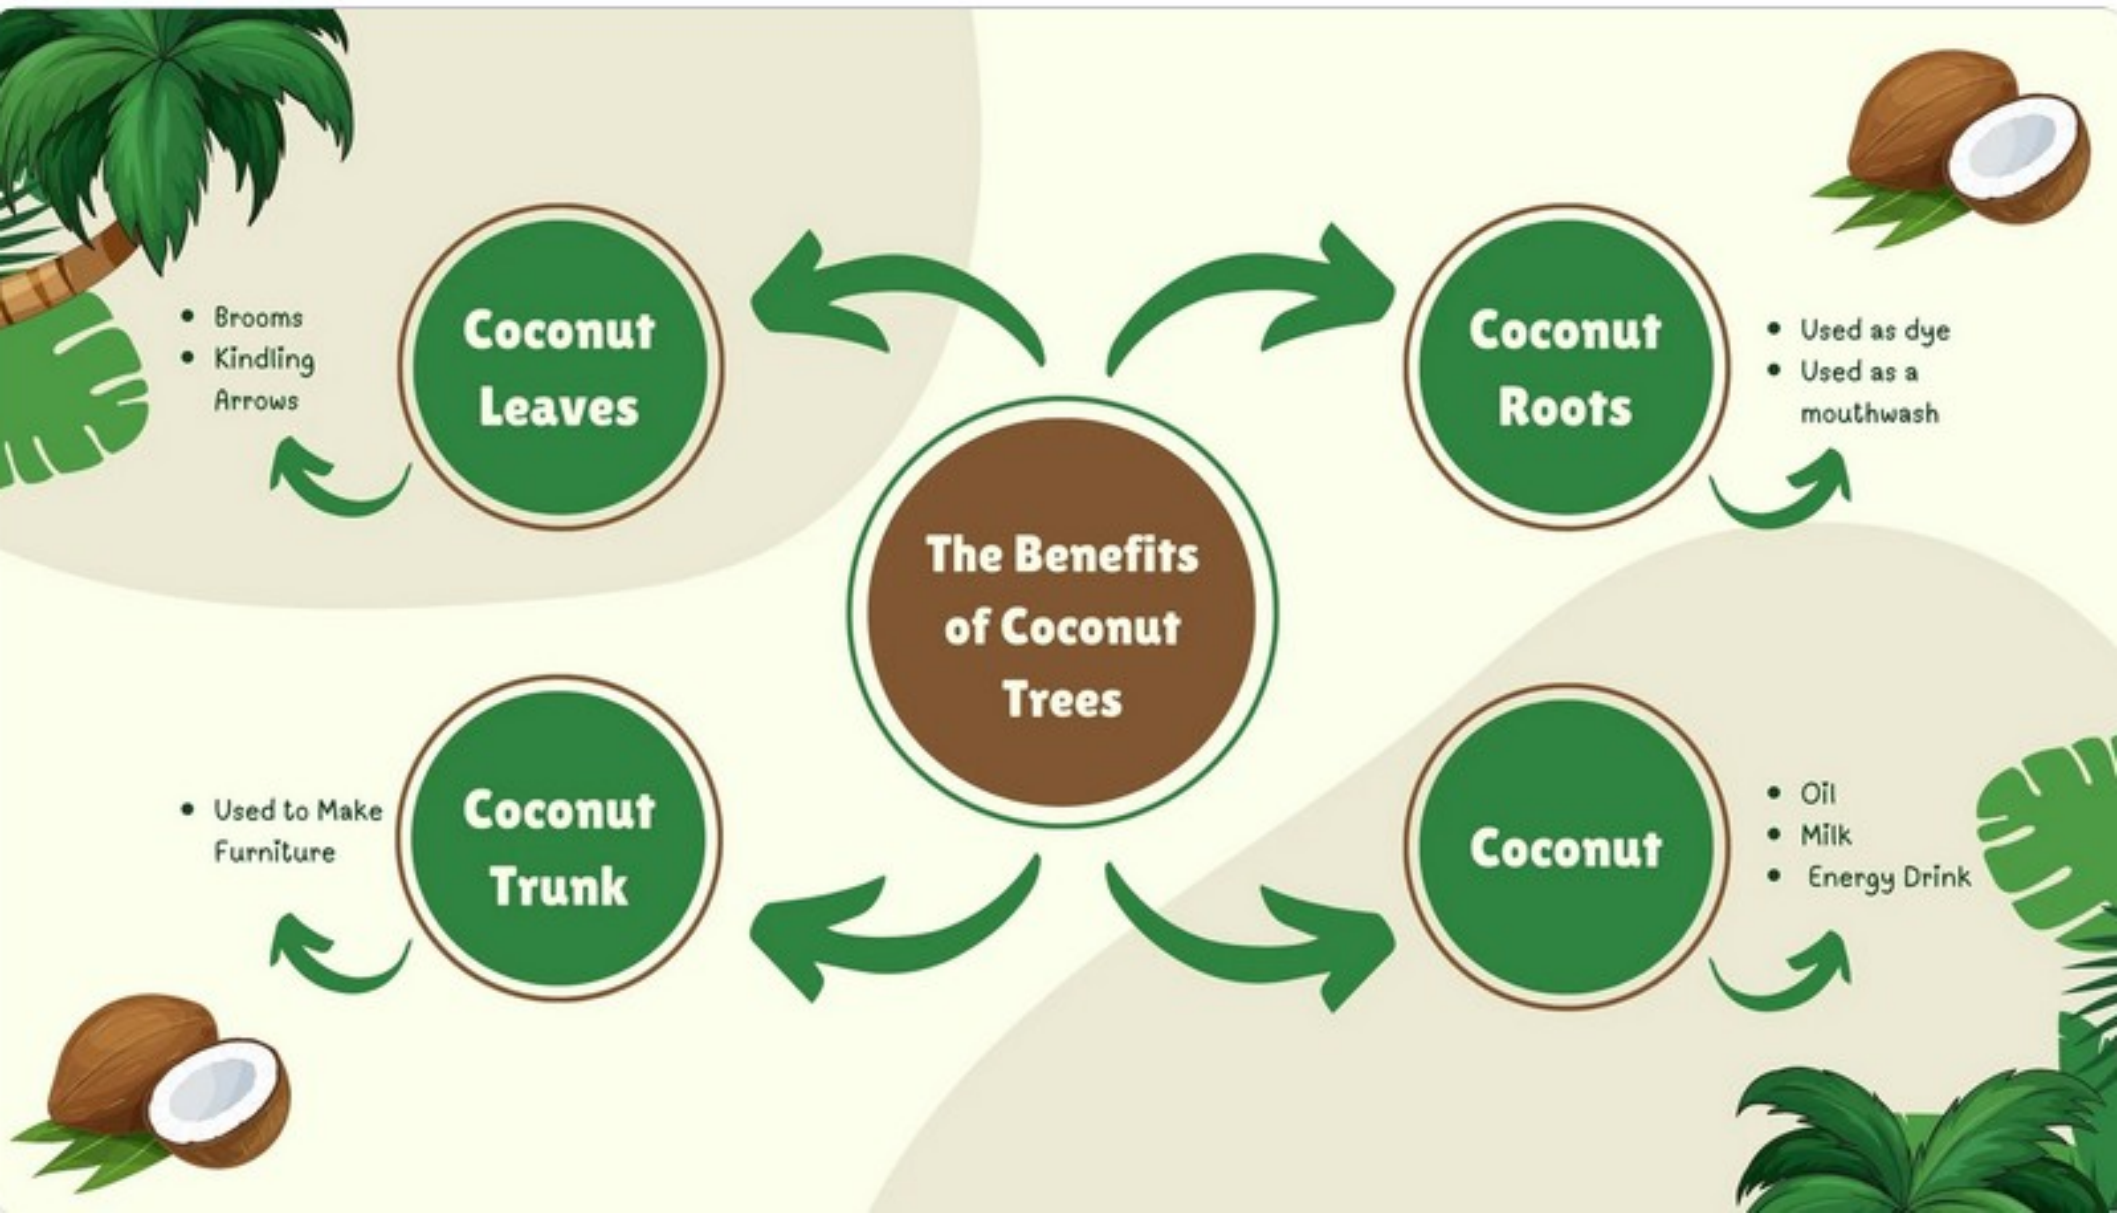 Brooms
Kindling
Arrows
Coconut
Leaves
Coconut
Roots
Used as dye
Used as a
mouthwash
The Benefits
of Coconut
Trees
Used to Make
Furniture
Coconut
Trunk
Coconut
Oil
Milk
Energy Drink